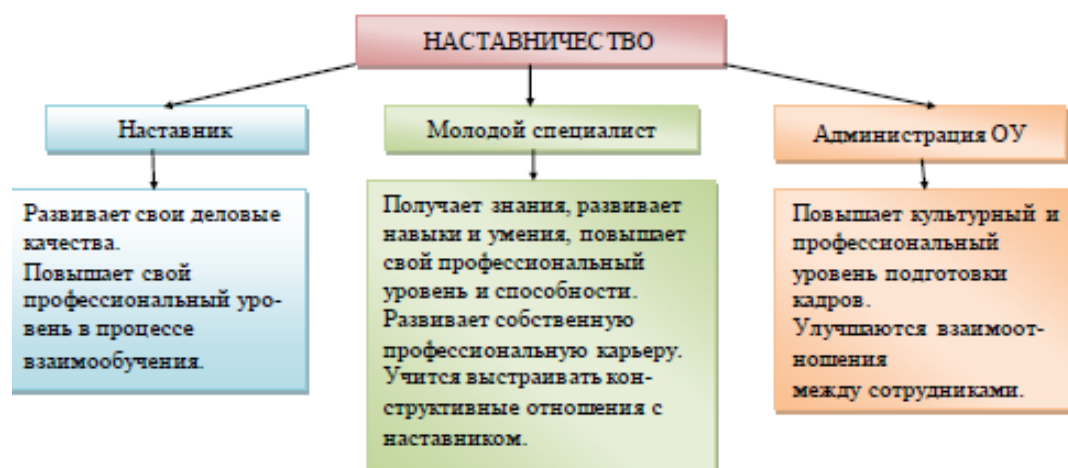 НАСТАВНИЧЕСТВО
Наставник
Молодой специалист
Администрация ОУ
Развивает свои деловые
качества.
Повышает свой
профессиональный уро-
вень в процессе
взаимообучения.
Получает знания, развивает
навыки и умения, повышает
свой профессиональный
уровень и способности.
Развивает собственную
профессиональную карьеру.
Учится выстраивать кон-
структивные отношения с
наставником.
Повышает культурный и
профессиональный
уровень подготовки
кадров.
Улучшаются взаимоот-
ношения
между сотрудниками.